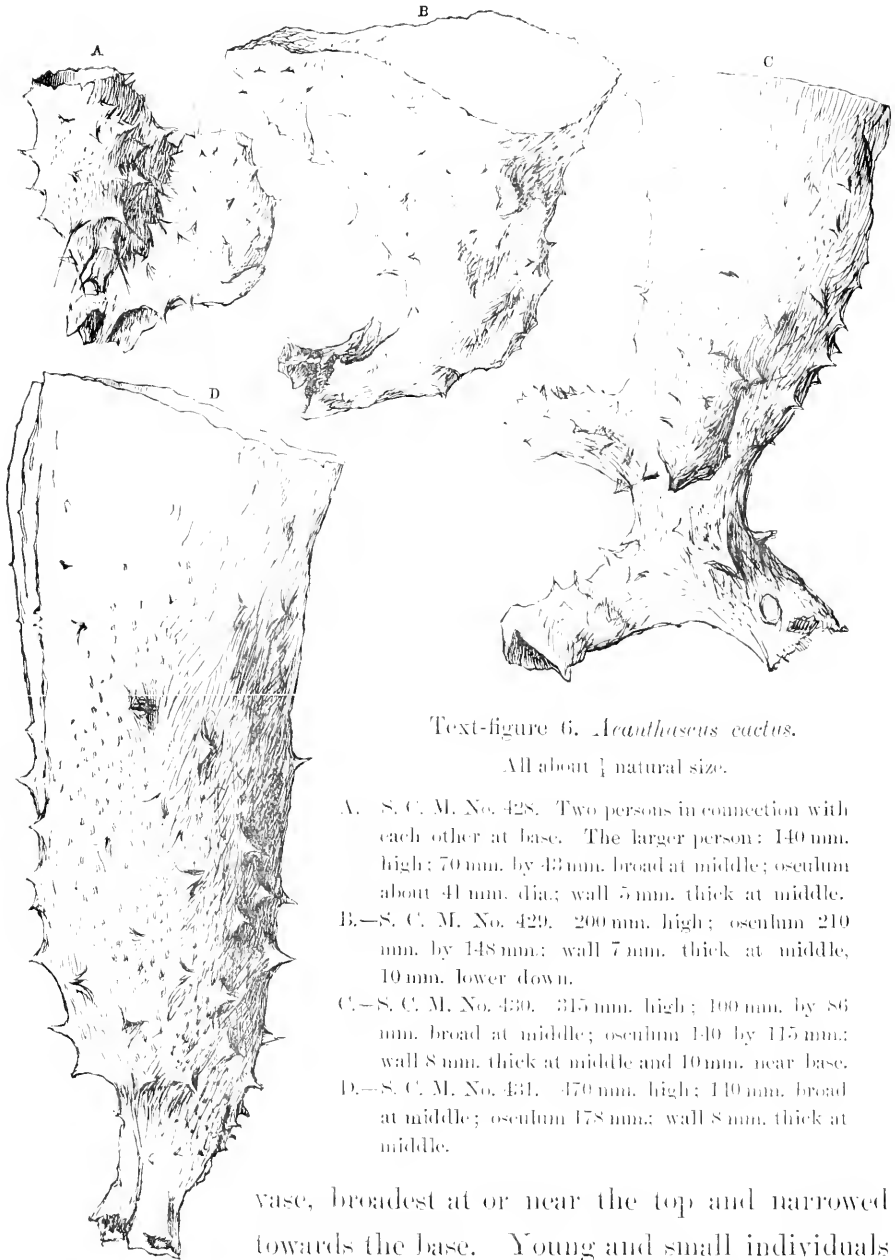 A
B
C
D
Text-figure 6. Acanthascus cactus.
All about natural size.
A. S. C. M. No. 428. Two persons in connection with
each other at base. The larger person: 140 mm.
high; 70 mm. by 43 mm. broad at middle; osculum
about 41 mm. dia.; wall 5 mm. thick at middle.
B.—S. C. M. No. 429. 200 mm. high; osculum 210
mm. by 148 mm.; wall 7 mm. thick at middle,
10 mm. lower down.
C.—S. C. M. No. 430. 315 mm. high; 100 mm. by 86
mm. broad at middle; osculum 140 by 115 mm.;
wall 8 mm. thick at middle and 10 mm. near base.
D.—S. C. M. No. 431. 470 mm. high; 140 mm. broad
at middle; osculum 178 mm.; wall 8 mm. thick at
middle.
vase, broadest at or near the top and narrowed
towards the base. Young and small individuals